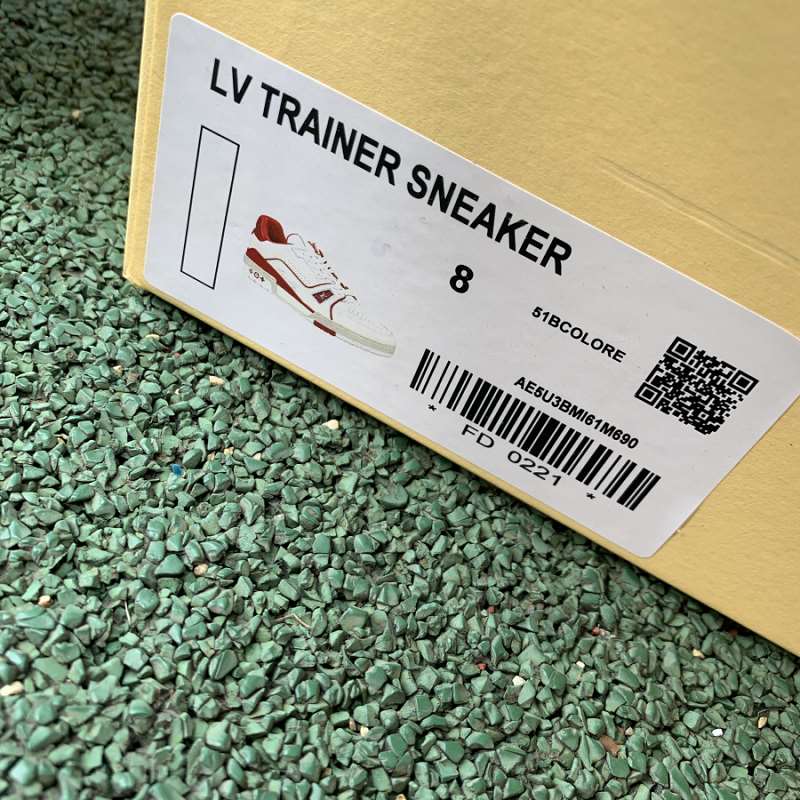 LV TRAINER SNEAKER
8
51BCOLORE
AE5U3BMI61M690
* FD 0221 *